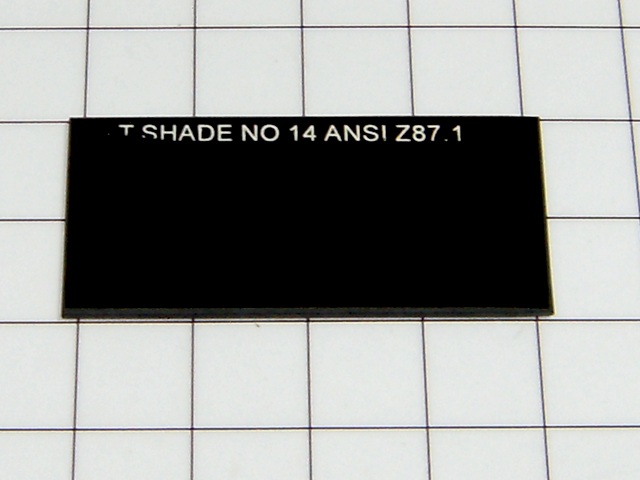 T SHADE NO 14 ANSI Z87.1